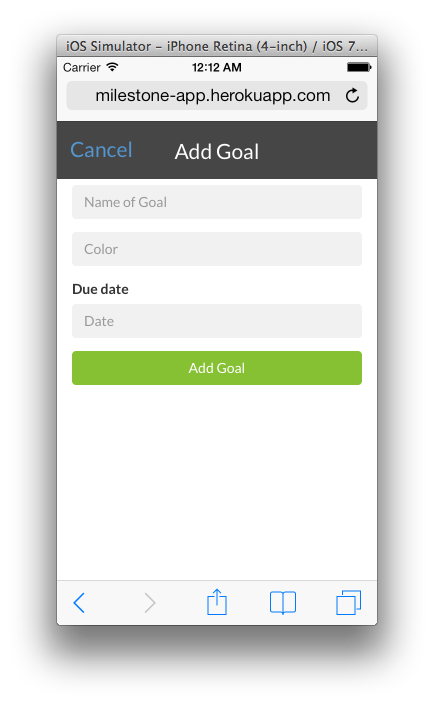 iOS Simulator – iPhone Retina (4-inch) / iOS 7...
Carrier 12:12 AM
milestone-app.herokuapp.com
Cancel Add Goal
Name of Goal
Color
Due date
Date
Add Goal